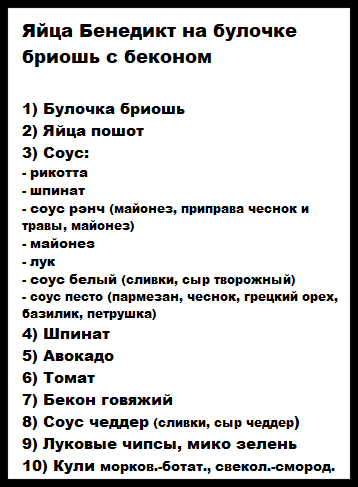 Яйца Бенедикт на булочке
бриошь с беконом
1) Булочка бриошь
2) Яйца пошот
3) Соус:
- рикотта
- шпинат
- соус рэнч (майонез, приправа чеснок и
травы, майонез)
- майонез
- лук
- соус белый (сливки, сыр творожный)
- соус песто (пармезан, чеснок, грецкий орех,
базилик, петрушка)
4) Шпинат
5) Авокадо
6) Томат
7) Бекон говяжий
8) Соус чеддер (сливки, сыр чеддер)
9) Луковые чипсы, мико зелень
10) Кули морков.-ботат., свекол.-смород.